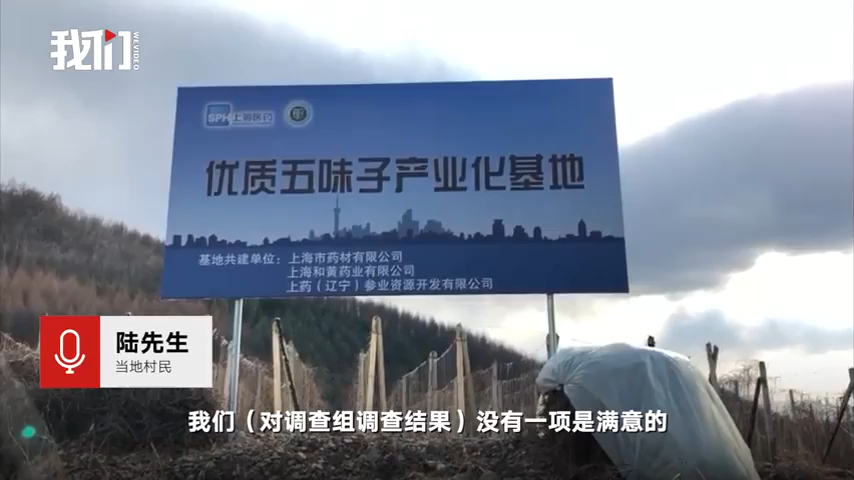 我们
WEVIDEO
SPH 上海医药
优质五味子产业化基地
基地共建单位：上海市药材有限公司
上海和黄药业有限公司
上药（辽宁）参业资源开发有限公司
陆先生
当地村民
我们（对调查组调查结果）没有一项是满意的